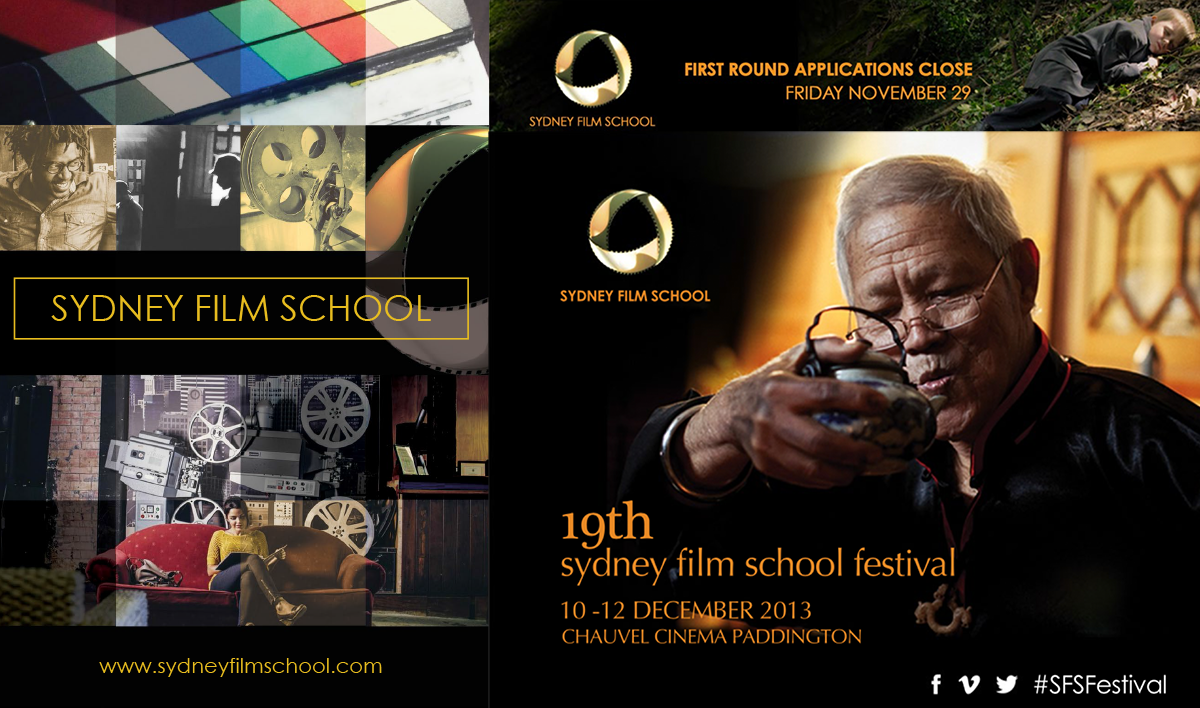 SYDNEY FILM SCHOOL
www.sydneyfilmschool.com
SYDNEY FILM SCHOOL
FIRST ROUND APPLICATIONS CLOSE
FRIDAY NOVEMBER 29
SYDNEY FILM SCHOOL
19th
sydney film school festival
10 -12 DECEMBER 2013
CHAUVEL CINEMA PADDINGTON
#SFSFestival